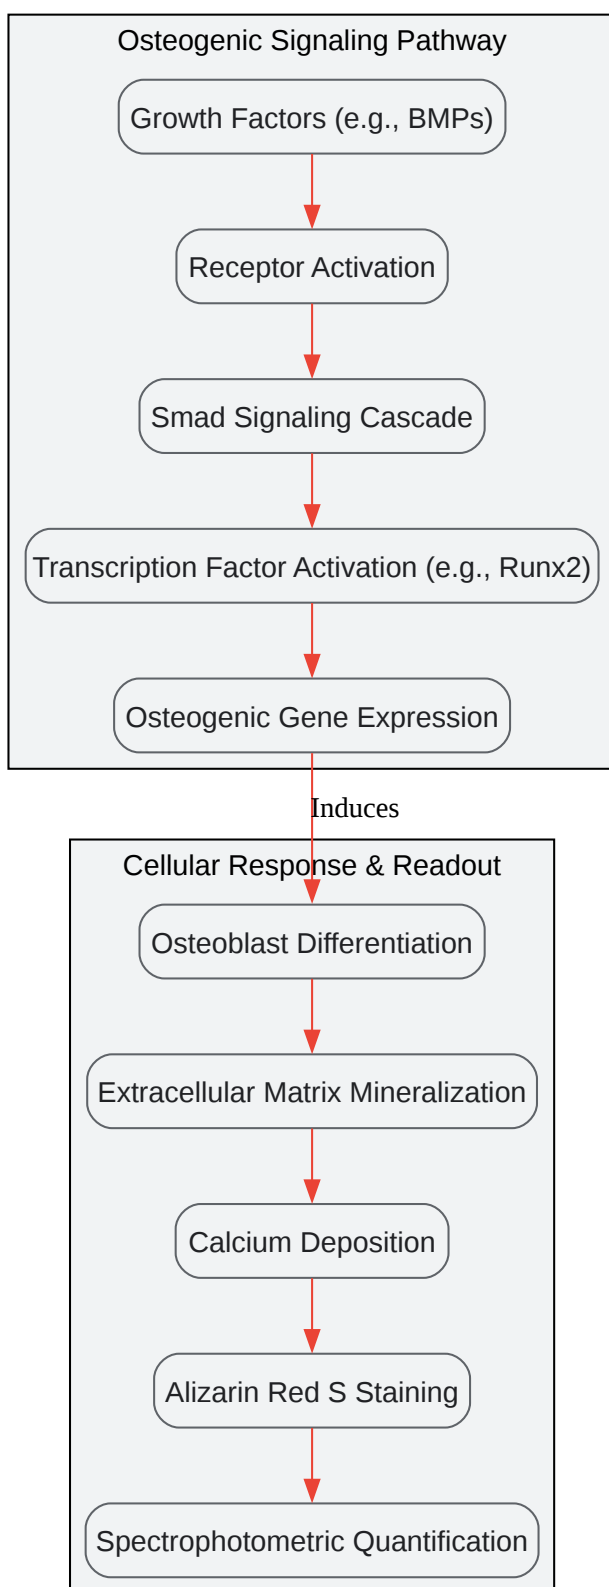 Osteogenic Signaling Pathway
Growth Factors (e.g., BMPs)
Receptor Activation
Smad Signaling Cascade
Transcription Factor Activation (e.g., Runx2)
Osteogenic Gene Expression
Induces
Cellular Response & Readout
Osteoblast Differentiation
Extracellular Matrix Mineralization
Calcium Deposition
Alizarin Red S Staining
Spectrophotometric Quantification